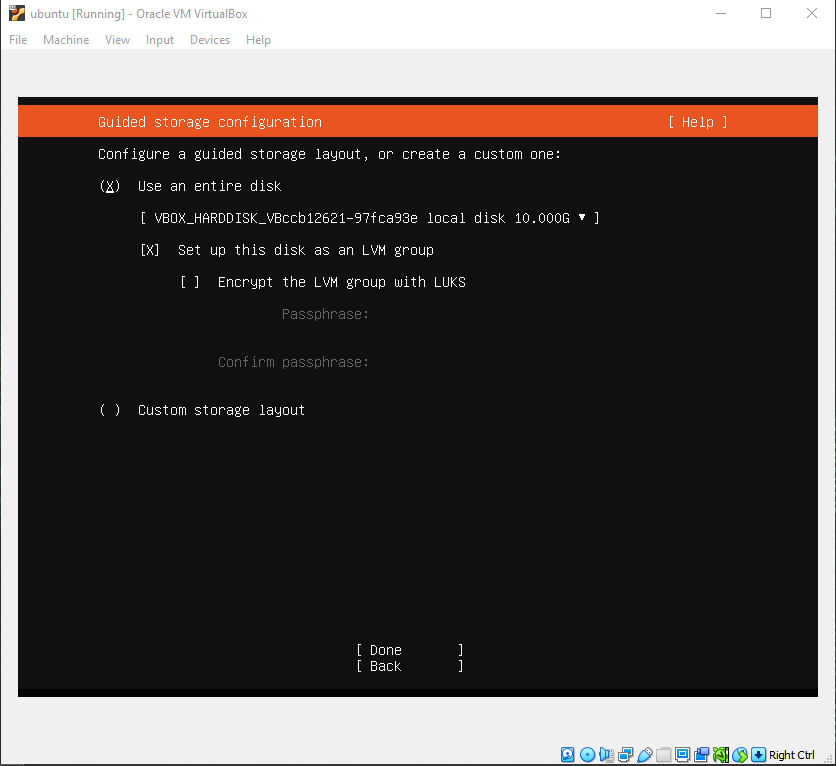 ubuntu [Running] - Oracle VM VirtualBox
File Machine View Input Devices Help
Guided storage configuration [ Help ]
Configure a guided storage layout, or create a custom one:
(X) Use an entire disk
[ VBOX_HARDDISK_VBccb12621-97fca93e local disk 10.000G ▾ ]
[X] Set up this disk as an LVM group
[ ] Encrypt the LVM group with LUKS
Passphrase:
Confirm passphrase:
( ) Custom storage layout
[ Done ]
[ Back ]
Right Ctrl